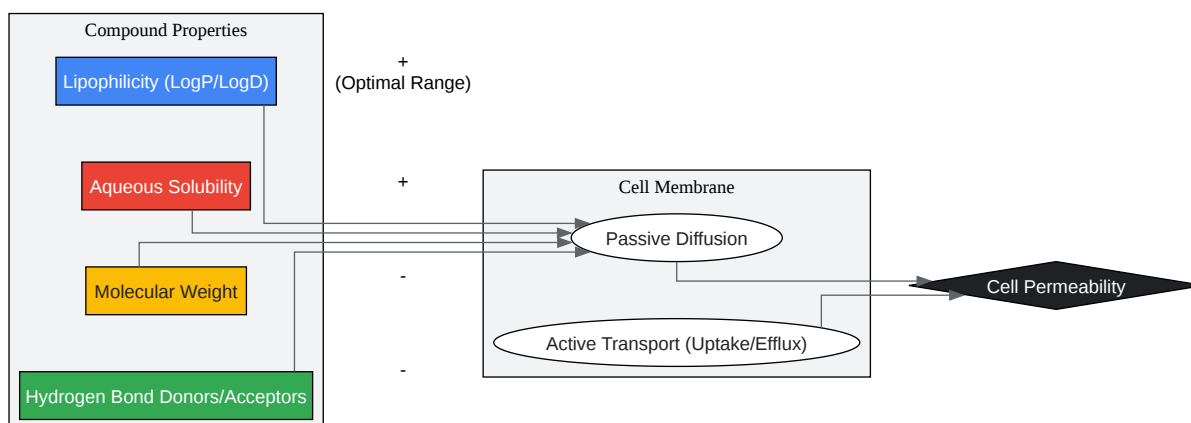 Compound Properties
Lipophilicity (LogP/LogD)
+
(Optimal Range)
Aqueous Solubility
+
Cell Membrane
Passive Diffusion
Molecular Weight
-
Cell Permeability
Active Transport (Uptake/Efflux)
-
Hydrogen Bond Donors/Acceptors